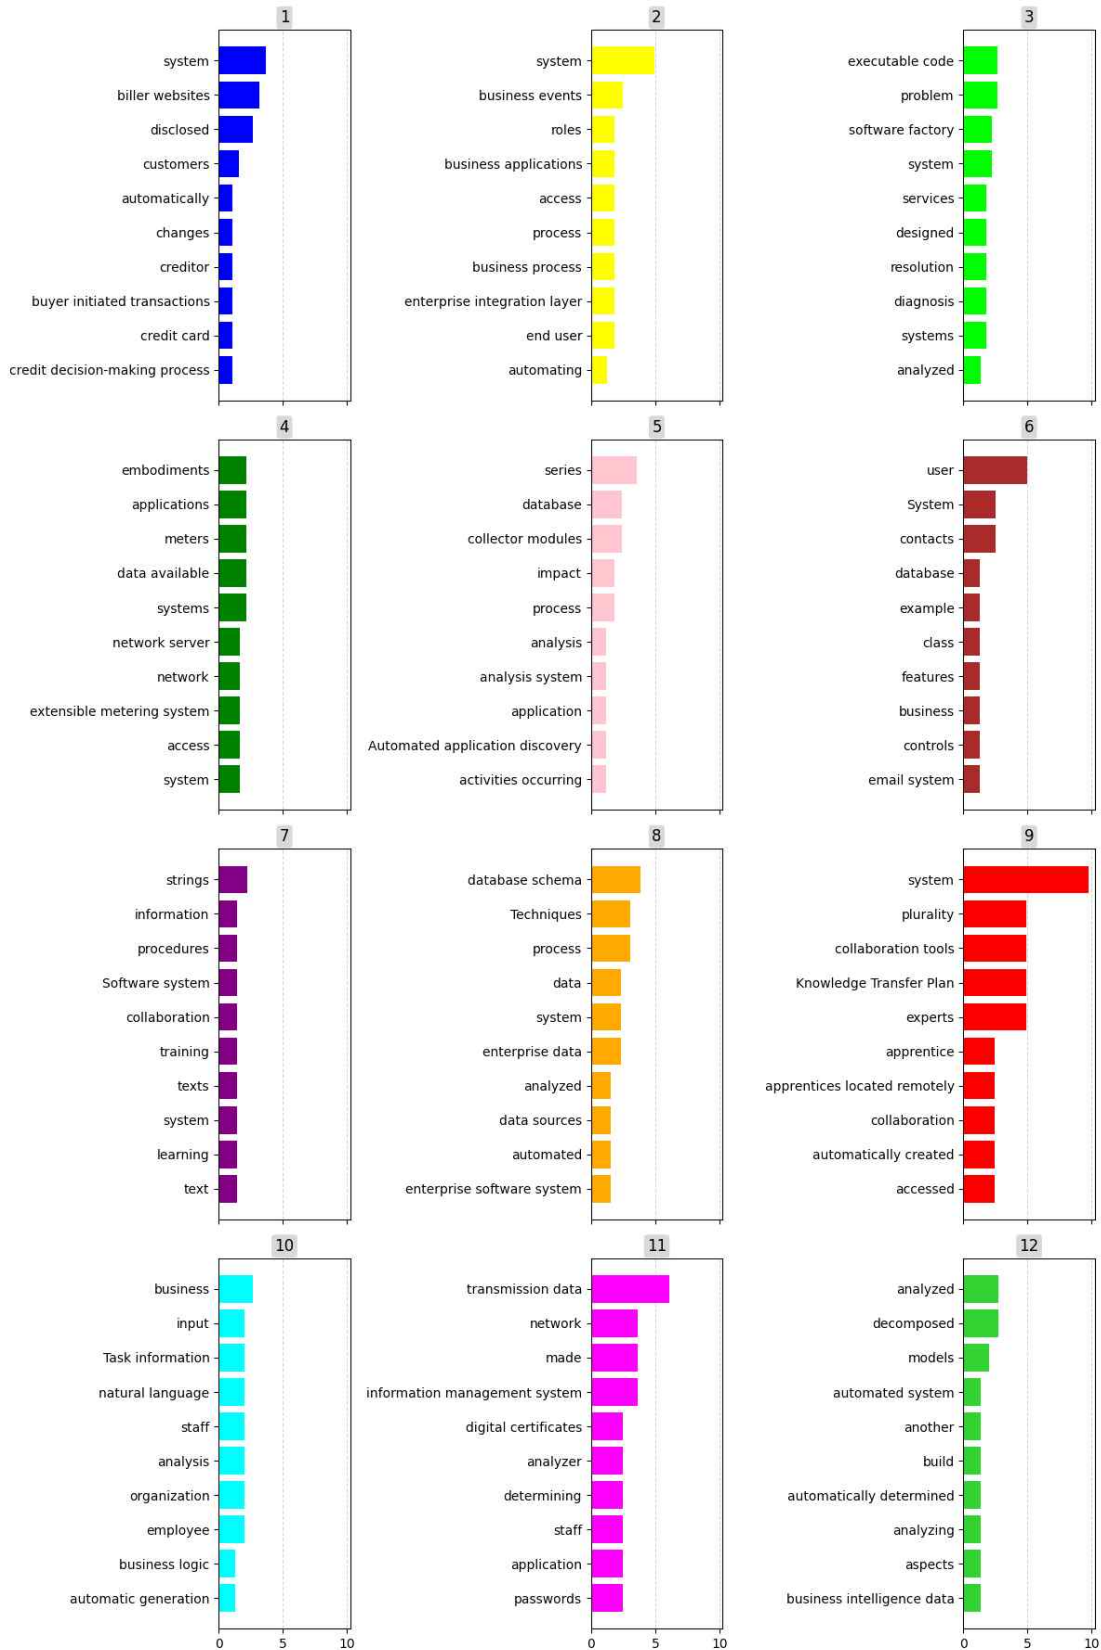 1
system
biller websites
disclosed
customers
automatically
changes
creditor
buyer initiated transactions
credit card
credit decision-making process
2
system
business events
roles
business applications
access
process
business process
enterprise integration layer
end user
automating
3
executable code
problem
software factory
system
services
designed
resolution
diagnosis
systems
analyzed
4
embodiments
applications
meters
data available
systems
network server
network
extensible metering system
access
system
5
series
database
collector modules
impact
process
analysis
analysis system
application
Automated application discovery
activities occurring
6
user
System
contacts
database
example
class
features
business
controls
email system
7
strings
information
procedures
Software system
collaboration
training
texts
system
learning
text
8
database schema
Techniques
process
data
system
enterprise data
analyzed
data sources
automated
enterprise software system
9
system
plurality
collaboration tools
Knowledge Transfer Plan
experts
apprentice
apprentices located remotely
collaboration
automatically created
accessed
10
business
input
Task information
natural language
staff
analysis
organization
employee
business logic
automatic generation
0 5 10
11
transmission data
network
made
information management system
digital certificates
analyzer
determining
staff
application
passwords
0 5 10
12
analyzed
decomposed
models
automated system
another
build
automatically determined
analyzing
aspects
business intelligence data
0 5 10